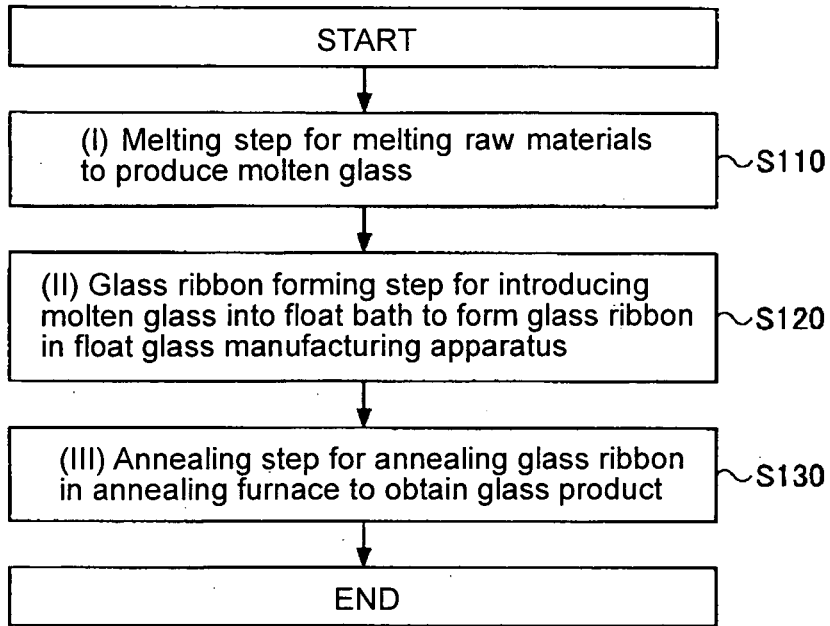 START
(I) Melting step for melting raw materials
to produce molten glass
S110
(II) Glass ribbon forming step for introducing
molten glass into float bath to form glass ribbon
in float glass manufacturing apparatus
S120
(III) Annealing step for annealing glass ribbon
in annealing furnace to obtain glass product
S130
END